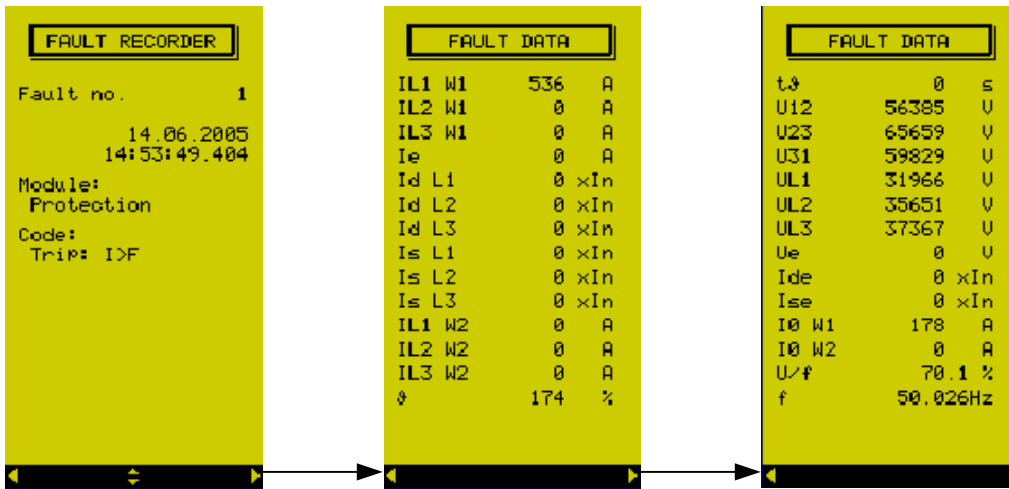 FAULT RECORDER
Fault no. 1
14.06.2005
14:53:49.404
Module:
Protection
Code:
Trip: I>F
FAULT DATA
IL1 W1 536 A
IL2 W1 0 A
IL3 W1 0 A
Ie 0 A
Id L1 0 xIn
Id L2 0 xIn
Id L3 0 xIn
Is L1 0 xIn
Is L2 0 xIn
Is L3 0 xIn
IL1 W2 0 A
IL2 W2 0 A
IL3 W2 0 A
ϑ 174 %
FAULT DATA
tϑ 0 s
U12 56385 V
U23 65659 V
U31 59829 V
UL1 31966 V
UL2 35651 V
UL3 37367 V
Ue 0 V
Ide 0 xIn
Ise 0 xIn
I0 W1 178 A
I0 W2 0 A
U/f 70.1 %
f 50.026Hz